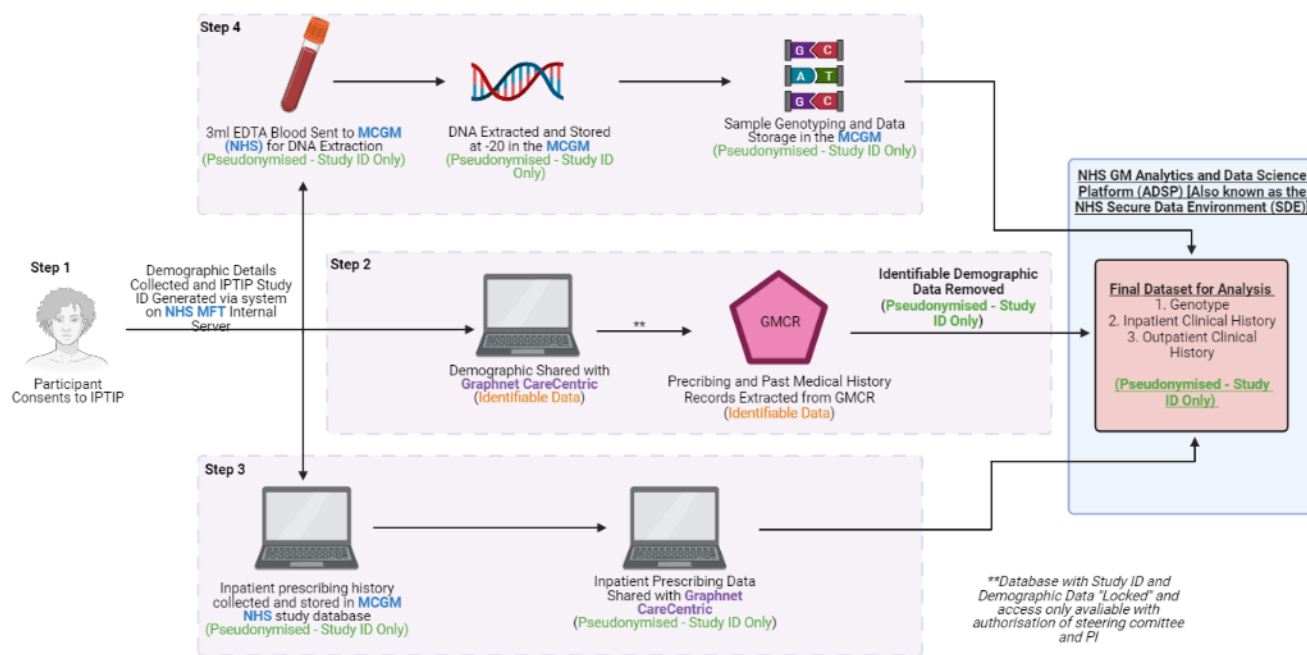 Step 4
G C
A T
G C
3ml EDTA Blood Sent to MCGM
(NHS) for DNA Extraction
(Pseudonymised - Study ID Only)
DNA Extracted and Stored
at -20 in the MCGM
(Pseudonymised - Study ID
Only)
Sample Genotyping and Data
Storage in the MCGM
(Pseudonymised - Study ID Only)
NHS GM Analytics and Data Science
Platform (ADSP) [Also known as the
NHS Secure Data Environment (SDE)]
Step 1
Demographic Details
Collected and IPTIP Study
ID Generated via system
on NHS MFT Internal
Server
Participant
Consents to IPTIP
Step 2
**
Demographic Shared with
Graphnet CareCentric
(Identifiable Data)
GMCR
Precribing and Past Medical History
Records Extracted from GMCR
(Identifiable Data)
Identifiable Demographic
Data Removed
(Pseudonymised - Study
ID Only)
Final Dataset for Analysis
1. Genotype
2. Inpatient Clinical History
3. Outpatient Clinical
History
(Pseudonymised - Study
ID Only)
Step 3
Inpatient prescribing history
collected and stored in MCGM
NHS study database
(Pseudonymised - Study ID Only)
Inpatient Prescribing Data
Shared with Graphnet
CareCentric
(Pseudonymised - Study ID Only)
**Database with Study ID and
Demographic Data "Locked" and
access only avaliable with
authorisation of steering comittee
and PI